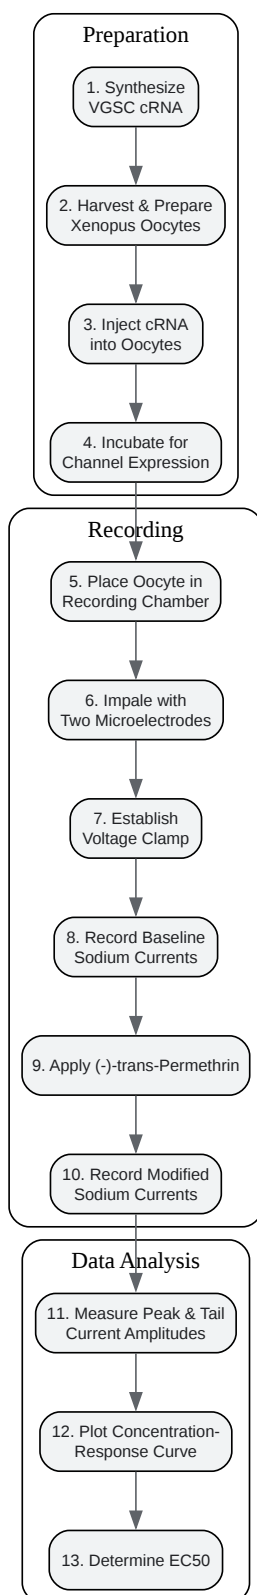 Preparation
1. Synthesize
VGSC cRNA
2. Harvest & Prepare
Xenopus Oocytes
3. Inject cRNA
into Oocytes
4. Incubate for
Channel Expression
Recording
5. Place Oocyte in
Recording Chamber
6. Impale with
Two Microelectrodes
7. Establish
Voltage Clamp
8. Record Baseline
Sodium Currents
9. Apply (-)-trans-Permethrin
10. Record Modified
Sodium Currents
Data Analysis
11. Measure Peak & Tail
Current Amplitudes
12. Plot Concentration-
Response Curve
13. Determine EC50